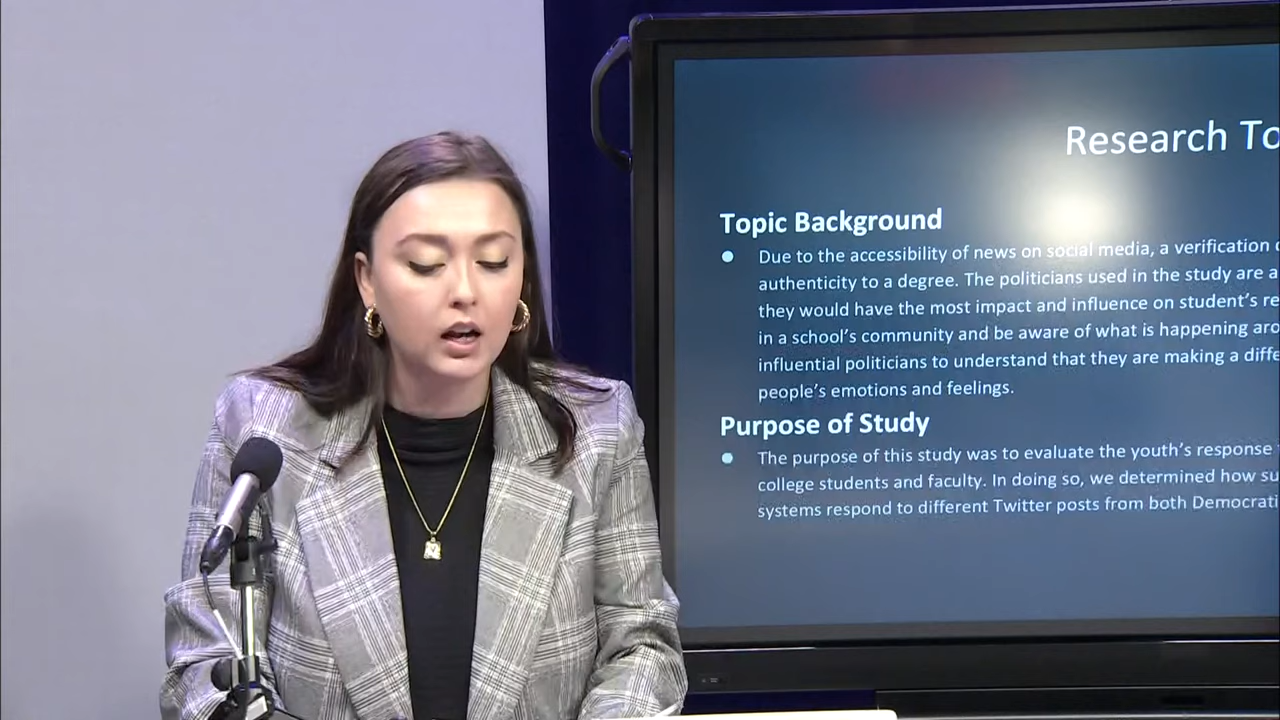 Research To
Topic Background
Due to the accessibility of news on social media, a verification
authenticity to a degree. The politicians used in the study are a
they would have the most impact and influence on student's re
in a school's community and be aware of what is happening aro
influential politicians to understand that they are making a diffe
people's emotions and feelings.
Purpose of Study
The purpose of this study was to evaluate the youth's response
college students and faculty. In doing so, we determined how su
systems respond to different Twitter posts from both Democrati